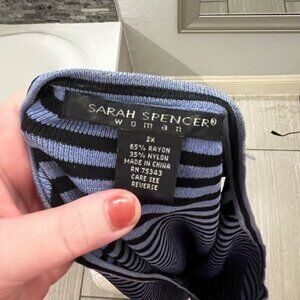 SARAH SPENCER®
woman
2X
65% RAYON
35% NYLON
MADE IN CHINA
RN 75343
CARE SEE
REVERSE